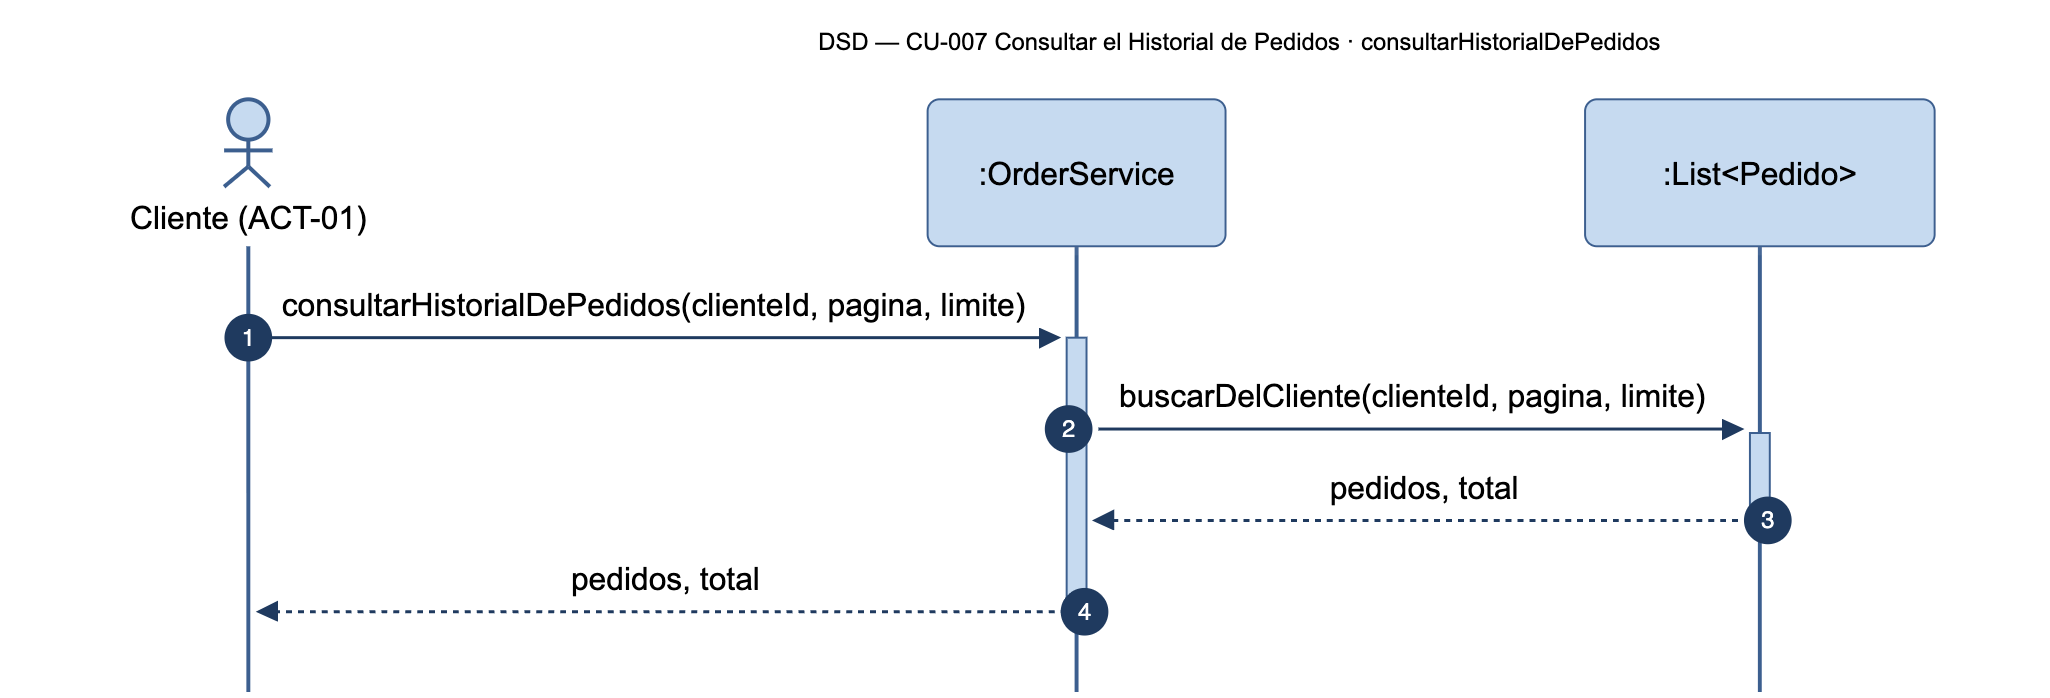 DSD — CU-007 Consultar el Historial de Pedidos · consultarHistorialDePedidos
Cliente (ACT-01)
:OrderService
:List<Pedido>
consultarHistorialDePedidos(clienteId, pagina, limite)
1
buscarDelCliente(clienteId, pagina, limite)
2
pedidos, total
3
pedidos, total
4